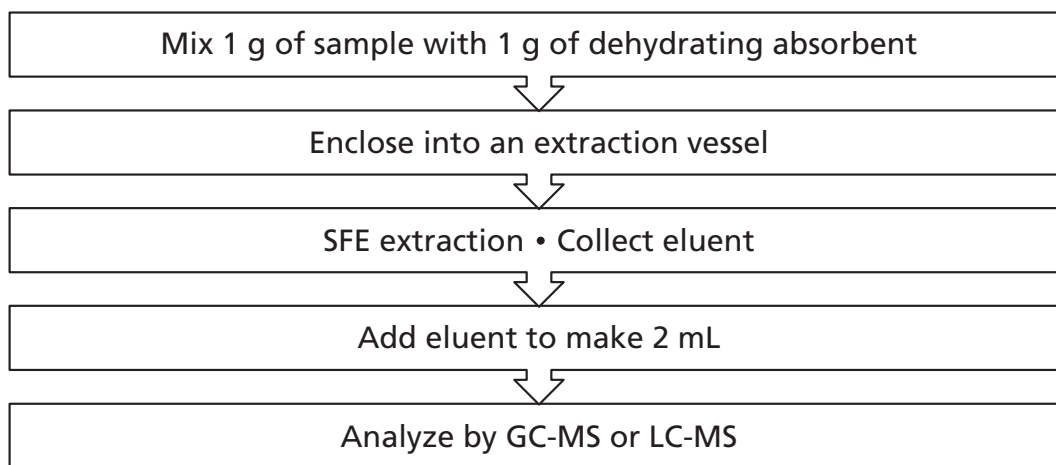 Mix 1 g of sample with 1 g of dehydrating absorbent
Enclose into an extraction vessel
SFE extraction • Collect eluent
Add eluent to make 2 mL
Analyze by GC-MS or LC-MS